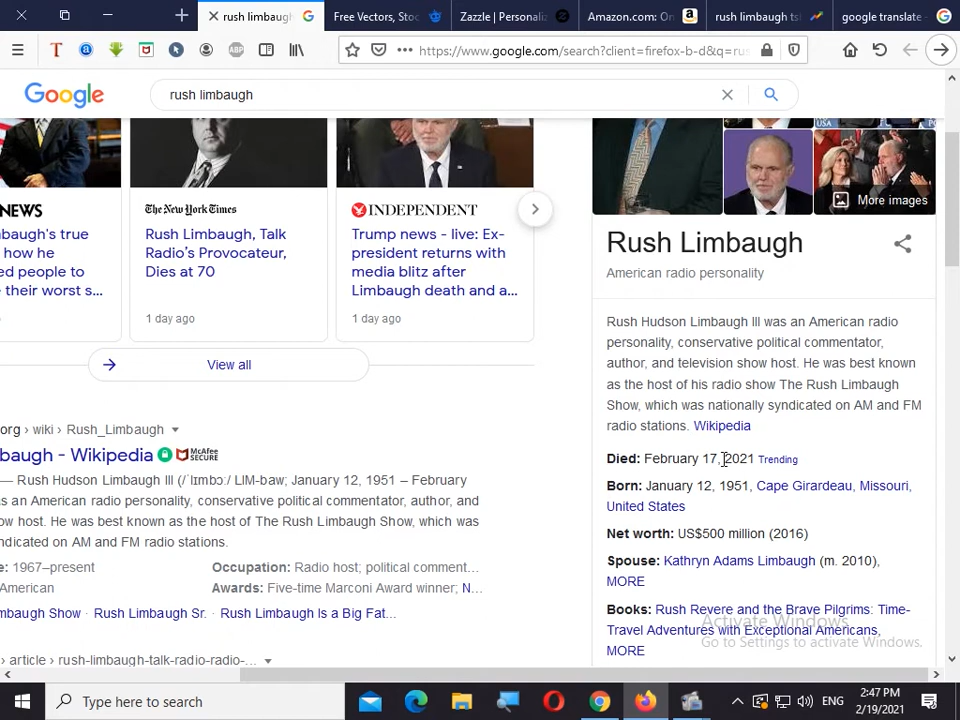 rush limbaugh
Free Vectors, Stoc
Zazzle | Personaliz
Amazon.com: On
rush limbaugh tsh
google translate -
https://www.google.com/search?client=firefox-b-d&q=rus
Google
rush limbaugh
NEWS
baugh's true
how he
ed people to
their worst s...
The New York Times
Rush Limbaugh, Talk
Radio's Provocateur,
Dies at 70
1 day ago
INDEPENDENT
Trump news - live: Ex-
president returns with
media blitz after
Limbaugh death and a...
1 day ago
View all
org › wiki › Rush_Limbaugh
baugh - Wikipedia
McAfee
SECURE
— Rush Hudson Limbaugh III (/ˈlɪmbɔː/ LIM-baw; January 12, 1951 – February
as an American radio personality, conservative political commentator, author, and
show host. He was best known as the host of The Rush Limbaugh Show, which was
ndicated on AM and FM radio stations.
e: 1967–present
Occupation: Radio host; political comment...
American
Awards: Five-time Marconi Award winner; N...
mbaugh Show · Rush Limbaugh Sr. · Rush Limbaugh Is a Big Fat...
› article › rush-limbaugh-talk-radio-radio-...
USA
More images
Rush Limbaugh
American radio personality
Rush Hudson Limbaugh III was an American radio
personality, conservative political commentator,
author, and television show host. He was best known
as the host of his radio show The Rush Limbaugh
Show, which was nationally syndicated on AM and FM
radio stations. Wikipedia
Died: February 17, 2021 Trending
Born: January 12, 1951, Cape Girardeau, Missouri,
United States
Net worth: US$500 million (2016)
Spouse: Kathryn Adams Limbaugh (m. 2010),
MORE
Books: Rush Revere and the Brave Pilgrims: Time-
Travel Adventures with Exceptional Americans,
MORE
Activate Windows
Go to Settings to activate Windows.
Type here to search
ENG
2:47 PM
2/19/2021